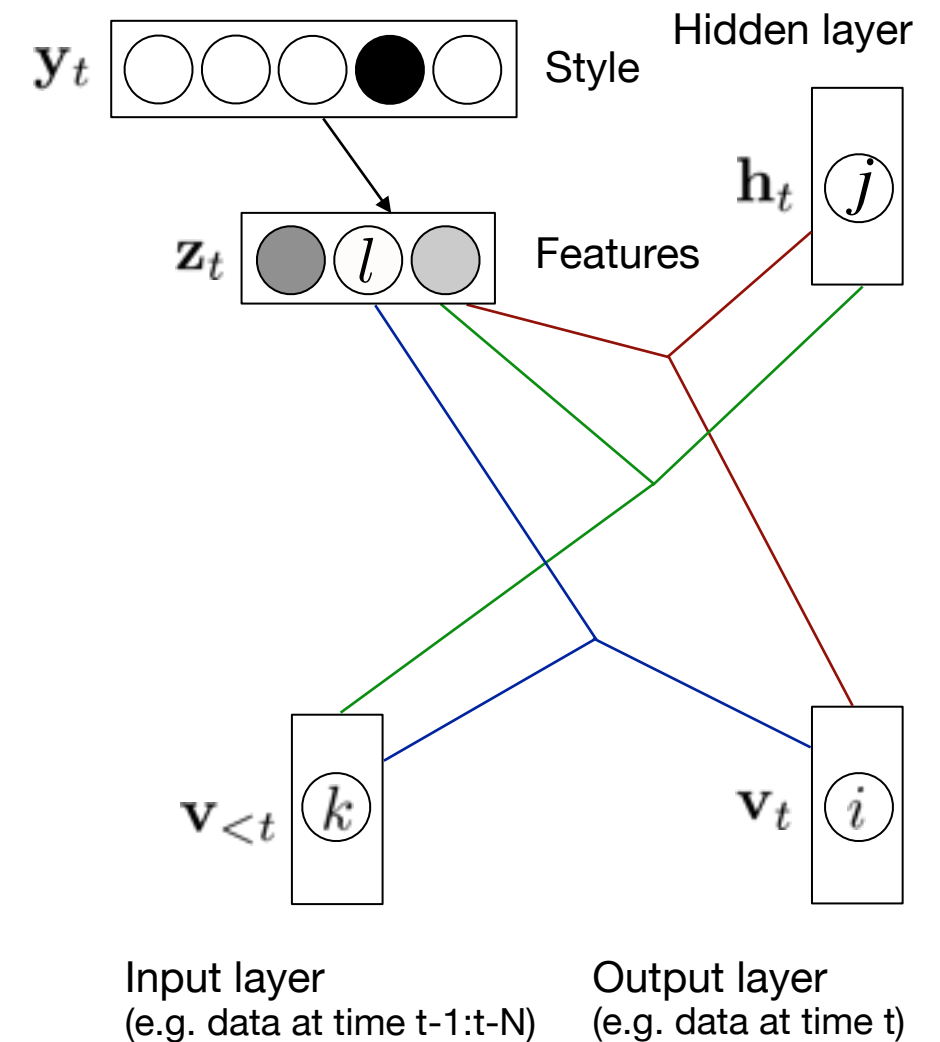 Hidden layer
y_t
Style
h_t
j
z_t
l
Features
v_{<t}
k
v_t
i
Input layer
(e.g. data at time t-1:t-N)
Output layer
(e.g. data at time t)